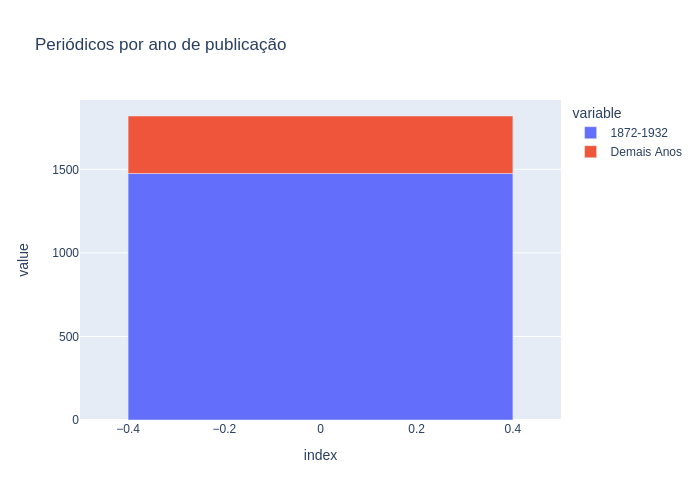 Periódicos por ano de publicação
variable
1872-1932
Demais Anos
value
1500
1000
500
0
−0.4
−0.2
0
0.2
0.4
index